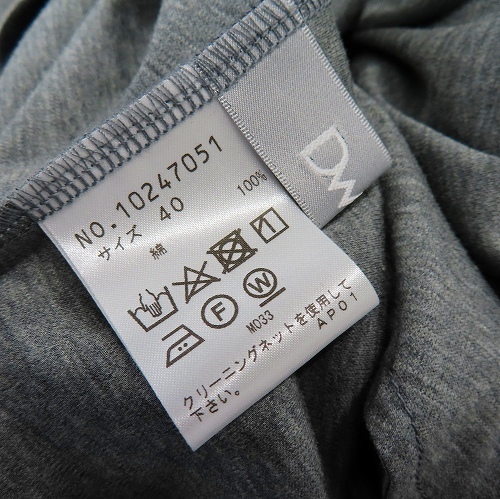 NO.10247051
サイズ 40
綿 100%
F W
M033
クリーニングネットを使用して
下さい。
AP01
DW